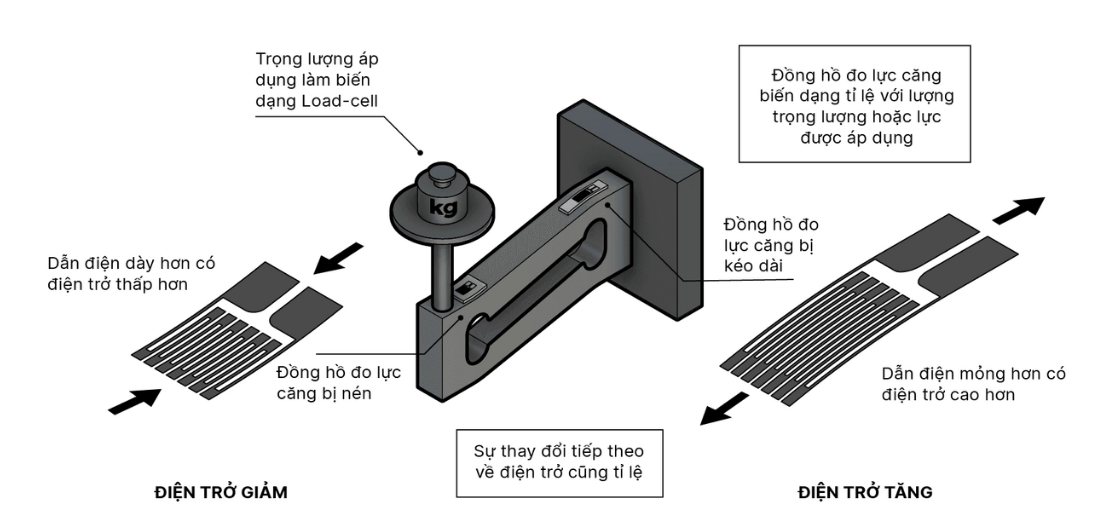 Trọng lượng áp
dụng làm biến
dạng Load-cell
Đồng hồ đo lực căng
biến dạng tỉ lệ với lượng
trọng lượng hoặc lực
được áp dụng
kg
Đồng hồ đo
lực căng bị
kéo dài
Dẫn điện dày hơn có
điện trở thấp hơn
Đồng hồ đo lực
căng bị nén
Dẫn điện mỏng hơn có
điện trở cao hơn
Sự thay đổi tiếp theo
về điện trở cũng tỉ lệ
ĐIỆN TRỞ GIẢM
ĐIỆN TRỞ TĂNG